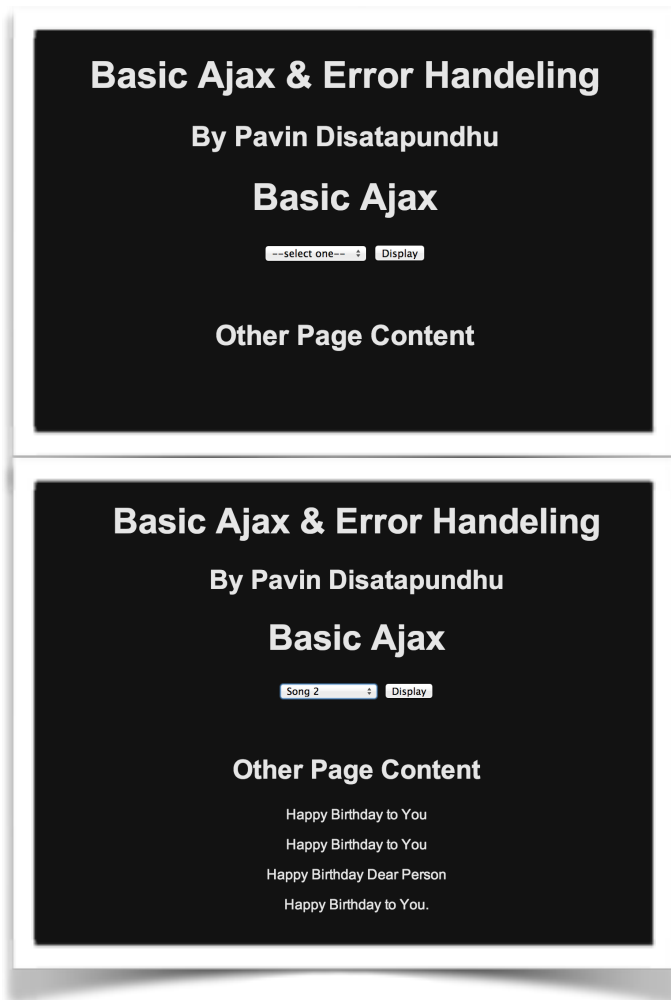 Basic Ajax & Error Handeling
By Pavin Disatapundhu
Basic Ajax
--select one-- Display
Other Page Content
Basic Ajax & Error Handeling
By Pavin Disatapundhu
Basic Ajax
Song 2 Display
Other Page Content
Happy Birthday to You
Happy Birthday to You
Happy Birthday Dear Person
Happy Birthday to You.